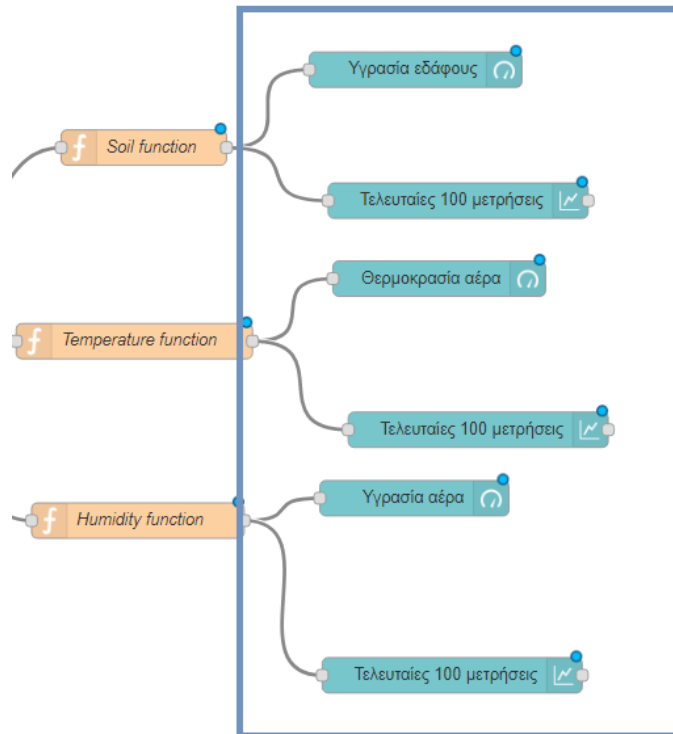 Υγρασία εδάφους
Soil function
Τελευταίες 100 μετρήσεις
Θερμοκρασία αέρα
Temperature function
Τελευταίες 100 μετρήσεις
Υγρασία αέρα
Humidity function
Τελευταίες 100 μετρήσεις